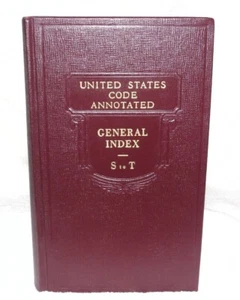 UNITED STATES
CODE
ANNOTATED
GENERAL
INDEX
S to T